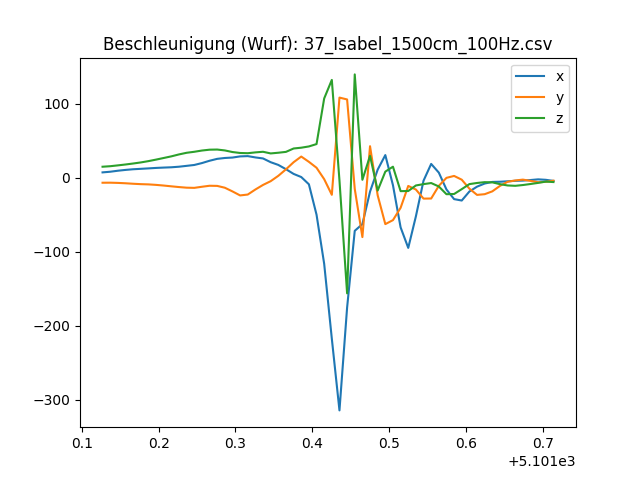 Beschleunigung (Wurf): 37_Isabel_1500cm_100Hz.csv
x
y
z
100
0
−100
−200
−300
0.1 0.2 0.3 0.4 0.5 0.6 0.7
+5.101e3